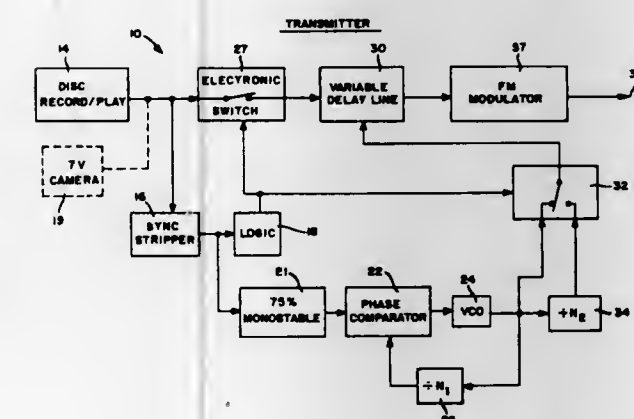 TRANSMITTER
10
14
27
30
37
DISC
RECORD/PLAY
ELECTRONIC
SWITCH
VARIABLE
DELAY LINE
FM
MODULATOR
7 V
CAMERA
19
16
SYNC
STRIPPER
LOGIC
18
32
21
22
24
75%
MONOSTABLE
PHASE
COMPARATOR
VCO
÷N2
34
÷N1